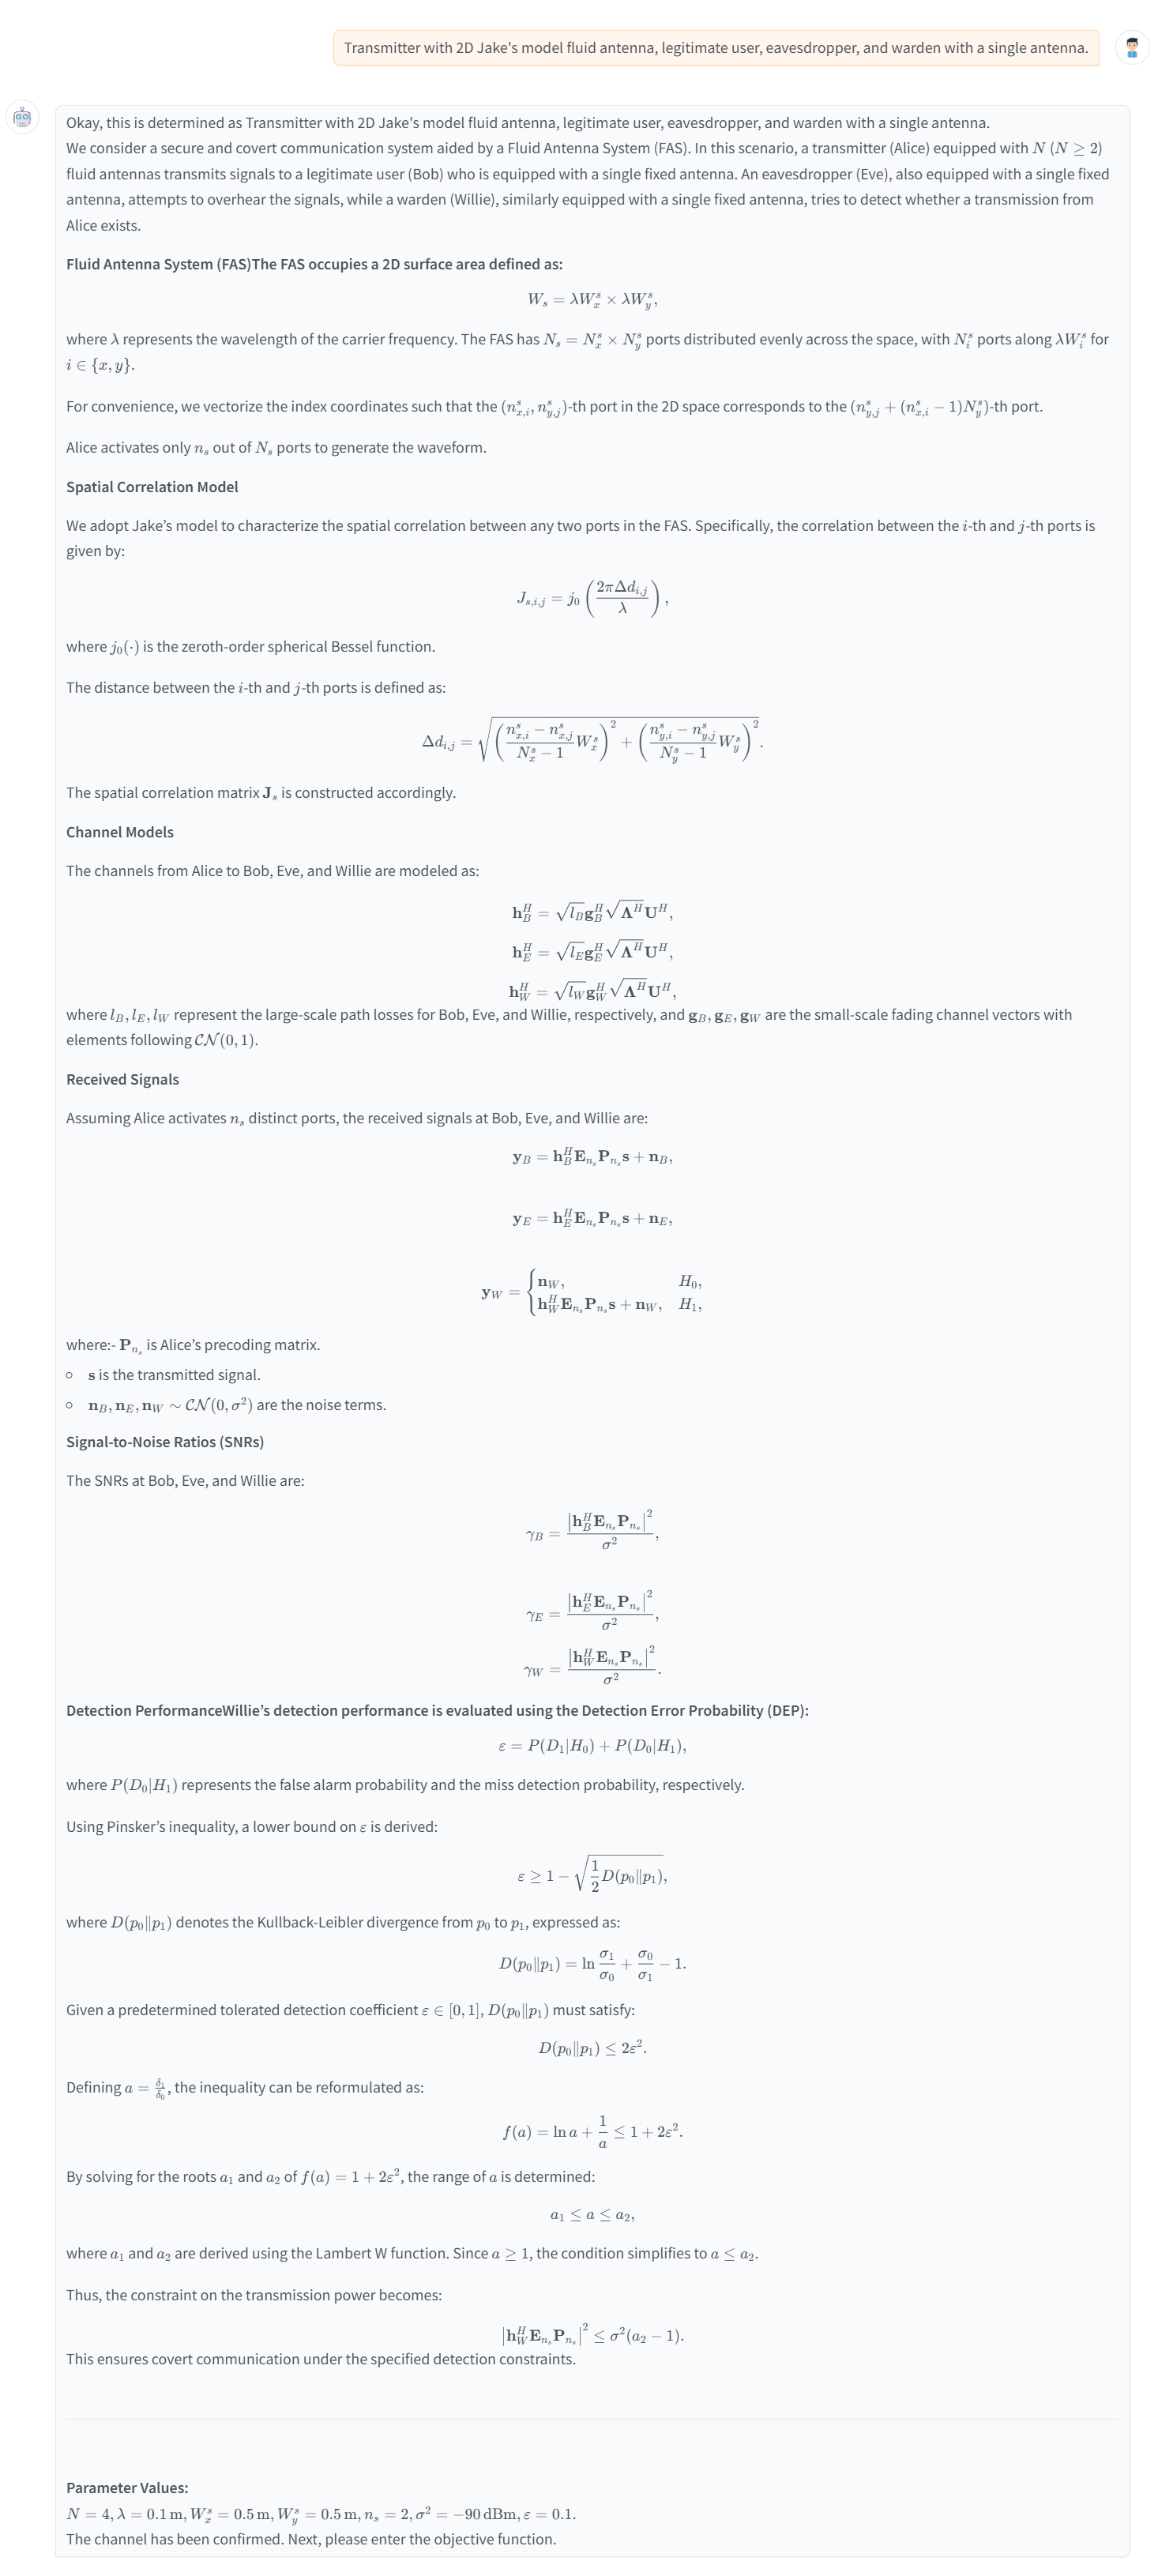 Transmitter with 2D Jake's model fluid antenna, legitimate user, eavesdropper, and warden with a single antenna.
Okay, this is determined as Transmitter with 2D Jake's model fluid antenna, legitimate user, eavesdropper, and warden with a single antenna.
We consider a secure and covert communication system aided by a Fluid Antenna System (FAS). In this scenario, a transmitter (Alice) equipped with $N$ ($N \geq 2$)
fluid antennas transmits signals to a legitimate user (Bob) who is equipped with a single fixed antenna. An eavesdropper (Eve), also equipped with a single fixed
antenna, attempts to overhear the signals, while a warden (Willie), similarly equipped with a single fixed antenna, tries to detect whether a transmission from
Alice exists.
Fluid Antenna System (FAS)The FAS occupies a 2D surface area defined as:
$W_s = \lambda W_x^s \times \lambda W_y^s,$
where $\lambda$ represents the wavelength of the carrier frequency. The FAS has $N_s = N_x^s \times N_y^s$ ports distributed evenly across the space, with $N_i^s$ ports along $\lambda W_i^s$ for
$i \in \{x, y\}$.
For convenience, we vectorize the index coordinates such that the $(n_{x,i}^s, n_{y,j}^s)$-th port in the 2D space corresponds to the $(n_{y,j}^s + (n_{x,i}^s - 1)N_y^s)$-th port.
Alice activates only $n_s$ out of $N_s$ ports to generate the waveform.
Spatial Correlation Model
We adopt Jake’s model to characterize the spatial correlation between any two ports in the FAS. Specifically, the correlation between the $i$-th and $j$-th ports is
given by:
$J_{s,i,j} = j_0 \left( \frac{2\pi \Delta d_{i,j}}{\lambda} \right),$
where $j_0(\cdot)$ is the zeroth-order spherical Bessel function.
The distance between the $i$-th and $j$-th ports is defined as:
$\Delta d_{i,j} = \sqrt{\left( \frac{n_{x,i}^s - n_{x,j}^s}{N_x^s - 1} W_x^s \right)^2 + \left( \frac{n_{y,i}^s - n_{y,j}^s}{N_y^s - 1} W_y^s \right)^2}.$
The spatial correlation matrix $\mathbf{J}_s$ is constructed accordingly.
Channel Models
The channels from Alice to Bob, Eve, and Willie are modeled as:
$\mathbf{h}_B^H = \sqrt{l_B} \mathbf{g}_B^H \sqrt{\mathbf{\Lambda}^H} \mathbf{U}^H,$
$\mathbf{h}_E^H = \sqrt{l_E} \mathbf{g}_E^H \sqrt{\mathbf{\Lambda}^H} \mathbf{U}^H,$
$\mathbf{h}_W^H = \sqrt{l_W} \mathbf{g}_W^H \sqrt{\mathbf{\Lambda}^H} \mathbf{U}^H,$
where $l_B, l_E, l_W$ represent the large-scale path losses for Bob, Eve, and Willie, respectively, and $\mathbf{g}_B, \mathbf{g}_E, \mathbf{g}_W$ are the small-scale fading channel vectors with
elements following $\mathcal{CN}(0, 1)$.
Received Signals
Assuming Alice activates $n_s$ distinct ports, the received signals at Bob, Eve, and Willie are:
$\mathbf{y}_B = \mathbf{h}_B^H \mathbf{E}_{n_s} \mathbf{P}_{n_s} \mathbf{s} + \mathbf{n}_B,$
$\mathbf{y}_E = \mathbf{h}_E^H \mathbf{E}_{n_s} \mathbf{P}_{n_s} \mathbf{s} + \mathbf{n}_E,$
$\mathbf{y}_W = \begin{cases} \mathbf{n}_W, & H_0, \\ \mathbf{h}_W^H \mathbf{E}_{n_s} \mathbf{P}_{n_s} \mathbf{s} + \mathbf{n}_W, & H_1, \end{cases}$
where:- $\mathbf{P}_{n_s}$ is Alice’s precoding matrix.
○ $\mathbf{s}$ is the transmitted signal.
○ $\mathbf{n}_B, \mathbf{n}_E, \mathbf{n}_W \sim \mathcal{CN}(0, \sigma^2)$ are the noise terms.
Signal-to-Noise Ratios (SNRs)
The SNRs at Bob, Eve, and Willie are:
$\gamma_B = \frac{\left| \mathbf{h}_B^H \mathbf{E}_{n_s} \mathbf{P}_{n_s} \right|^2}{\sigma^2},$
$\gamma_E = \frac{\left| \mathbf{h}_E^H \mathbf{E}_{n_s} \mathbf{P}_{n_s} \right|^2}{\sigma^2},$
$\gamma_W = \frac{\left| \mathbf{h}_W^H \mathbf{E}_{n_s} \mathbf{P}_{n_s} \right|^2}{\sigma^2}.$
Detection PerformanceWillie’s detection performance is evaluated using the Detection Error Probability (DEP):
$\varepsilon = P(D_1|H_0) + P(D_0|H_1),$
where $P(D_0|H_1)$ represents the false alarm probability and the miss detection probability, respectively.
Using Pinsker’s inequality, a lower bound on $\varepsilon$ is derived:
$\varepsilon \geq 1 - \sqrt{\frac{1}{2} D(p_0 \| p_1)},$
where $D(p_0 \| p_1)$ denotes the Kullback-Leibler divergence from $p_0$ to $p_1$, expressed as:
$D(p_0 \| p_1) = \ln \frac{\sigma_1}{\sigma_0} + \frac{\sigma_0}{\sigma_1} - 1.$
Given a predetermined tolerated detection coefficient $\varepsilon \in [0, 1]$, $D(p_0 \| p_1)$ must satisfy:
$D(p_0 \| p_1) \leq 2\varepsilon^2.$
Defining $a = \frac{\delta_1}{\delta_0}$, the inequality can be reformulated as:
$f(a) = \ln a + \frac{1}{a} \leq 1 + 2\varepsilon^2.$
By solving for the roots $a_1$ and $a_2$ of $f(a) = 1 + 2\varepsilon^2$, the range of $a$ is determined:
$a_1 \leq a \leq a_2,$
where $a_1$ and $a_2$ are derived using the Lambert W function. Since $a \geq 1$, the condition simplifies to $a \leq a_2$.
Thus, the constraint on the transmission power becomes:
$\left| \mathbf{h}_W^H \mathbf{E}_{n_s} \mathbf{P}_{n_s} \right|^2 \leq \sigma^2 (a_2 - 1).$
This ensures covert communication under the specified detection constraints.
Parameter Values:
$N = 4, \lambda = 0.1\,\text{m}, W_x^s = 0.5\,\text{m}, W_y^s = 0.5\,\text{m}, n_s = 2, \sigma^2 = -90\,\text{dBm}, \varepsilon = 0.1.$
The channel has been confirmed. Next, please enter the objective function.